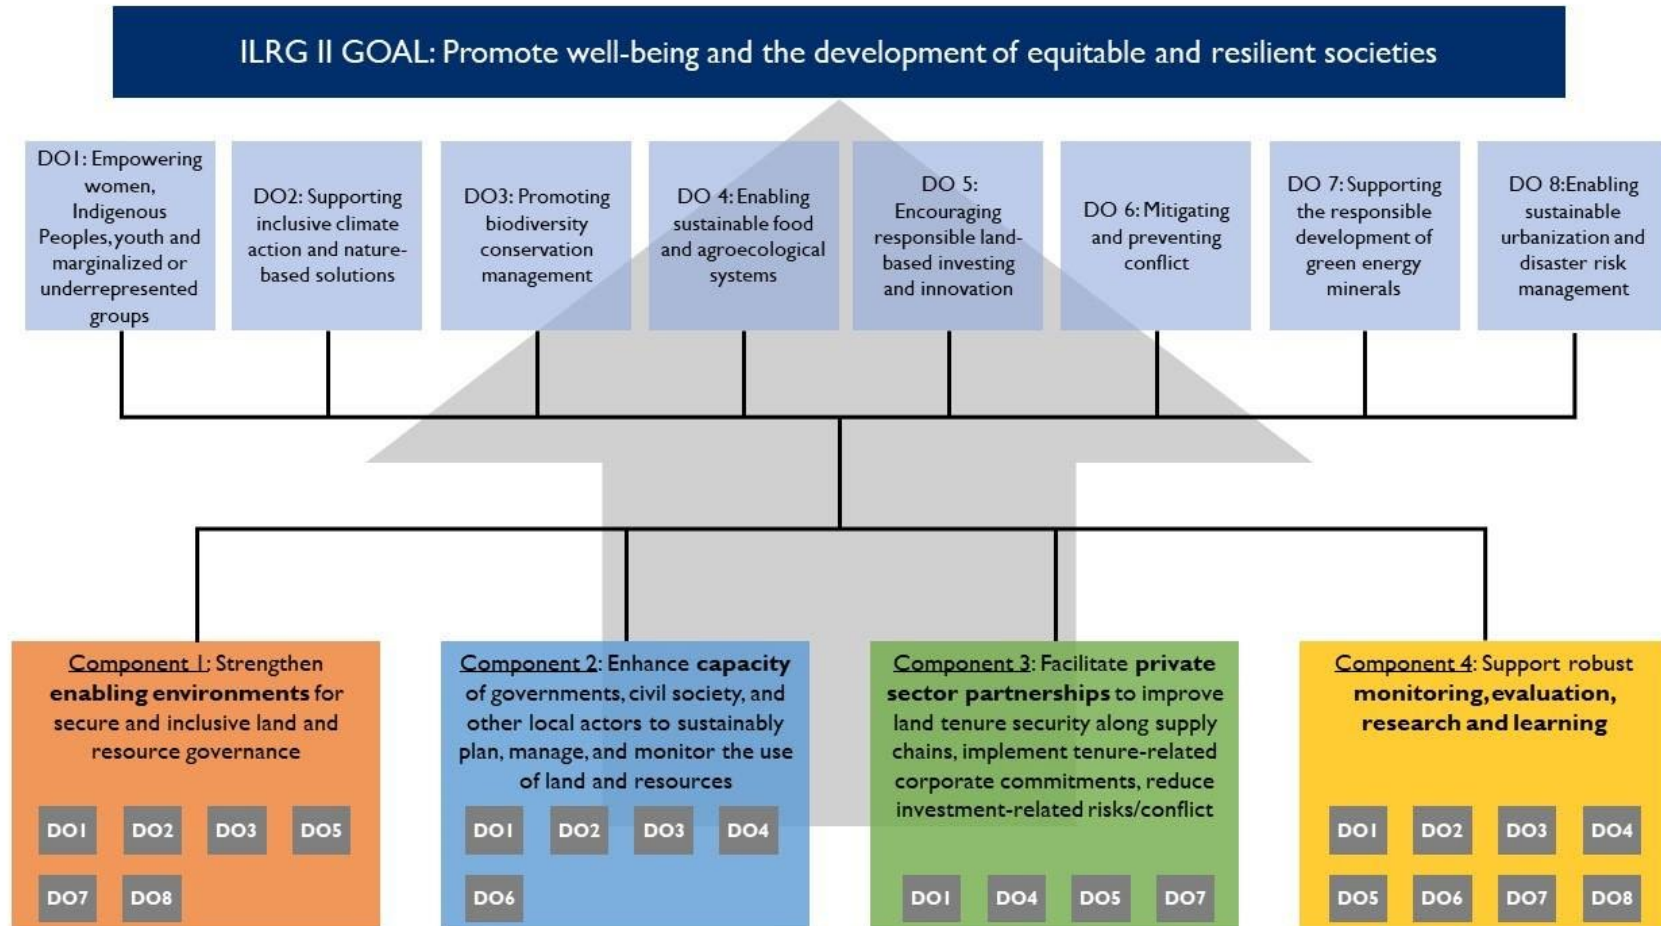 ILRG II GOAL: Promote well-being and the development of equitable and resilient societies
DO1: Empowering
women,
Indigenous
Peoples, youth and
marginalized or
underrepresented
groups
DO2: Supporting
inclusive climate
action and nature-
based solutions
DO3: Promoting
biodiversity
conservation
management
DO 4: Enabling
sustainable food
and agroecological
systems
DO 5:
Encouraging
responsible land-
based investing
and innovation
DO 6: Mitigating
and preventing
conflict
DO 7: Supporting
the responsible
development of
green energy
minerals
DO 8:Enabling
sustainable
urbanization and
disaster risk
management
Component 1: Strengthen
enabling environments for
secure and inclusive land and
resource governance
DO1 DO2 DO3 DO5
DO7 DO8
Component 2: Enhance capacity
of governments, civil society, and
other local actors to sustainably
plan, manage, and monitor the use
of land and resources
DO1 DO2 DO3 DO4
DO6
Component 3: Facilitate private
sector partnerships to improve
land tenure security along supply
chains, implement tenure-related
corporate commitments, reduce
investment-related risks/conflict
DO1 DO4 DO5 DO7
Component 4: Support robust
monitoring, evaluation,
research and learning
DO1 DO2 DO3 DO4
DO5 DO6 DO7 DO8